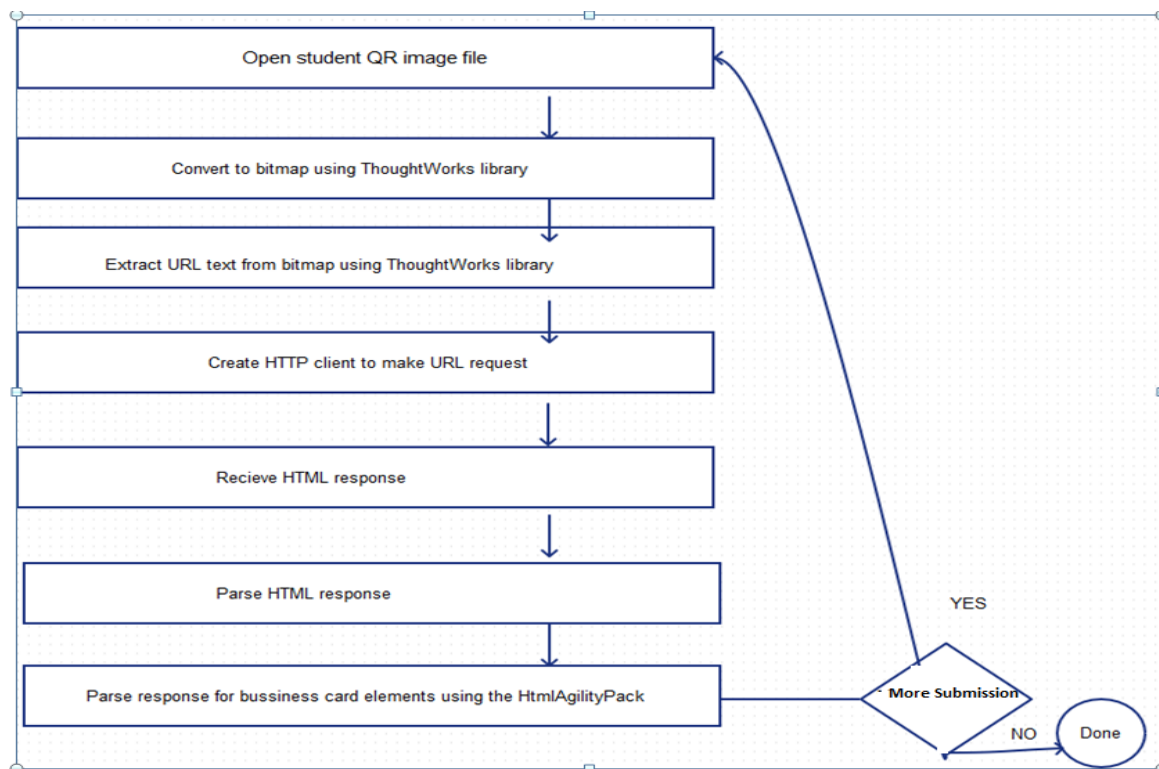 Open student QR image file
Convert to bitmap using ThoughtWorks library
Extract URL text from bitmap using ThoughtWorks library
Create HTTP client to make URL request
Recieve HTML response
Parse HTML response
YES
Parse response for bussiness card elements using the HtmlAgilityPack
More Submission
NO
Done